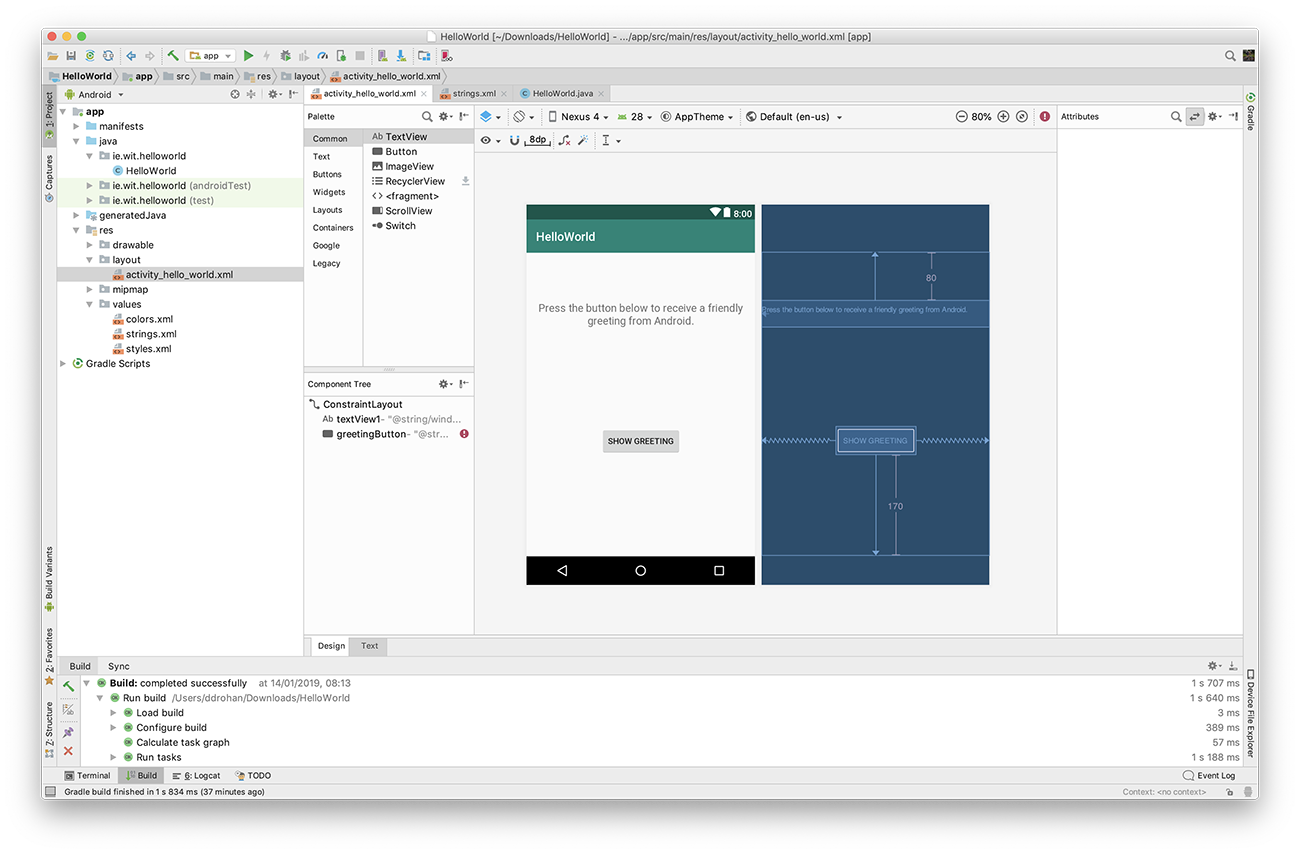 HelloWorld [~/Downloads/HelloWorld] - .../app/src/main/res/layout/activity_hello_world.xml [app]
app
HelloWorld app src main res layout activity_hello_world.xml
1: Project
Captures
Build Variants
2: Favorites
7: Structure
Android
app
manifests
java
ie.wit.helloworld
HelloWorld
ie.wit.helloworld (androidTest)
ie.wit.helloworld (test)
generatedJava
res
drawable
layout
activity_hello_world.xml
mipmap
values
colors.xml
strings.xml
styles.xml
Gradle Scripts
activity_hello_world.xml strings.xml HelloWorld.java
Palette
Common
Text
Buttons
Widgets
Layouts
Containers
Google
Legacy
Ab TextView
Button
ImageView
RecyclerView
<fragment>
ScrollView
Switch
Component Tree
ConstraintLayout
Ab textView1- "@string/wind...
greetingButton- "@str...
Nexus 4 28 AppTheme Default (en-us) 80%
8dp
8:00
HelloWorld
Press the button below to receive a friendly
greeting from Android.
SHOW GREETING
80
Press the button below to receive a friendly greeting from Android.
SHOW GREETING
170
Attributes
Gradle
Device File Explorer
Design Text
Build Sync
Build: completed successfully at 14/01/2019, 08:13 1 s 707 ms
Run build /Users/ddrohan/Downloads/HelloWorld 1 s 640 ms
Load build 3 ms
Configure build 389 ms
Calculate task graph 57 ms
Run tasks 1 s 188 ms
Terminal Build 6: Logcat TODO Event Log
Gradle build finished in 1 s 834 ms (37 minutes ago) Context: <no context>